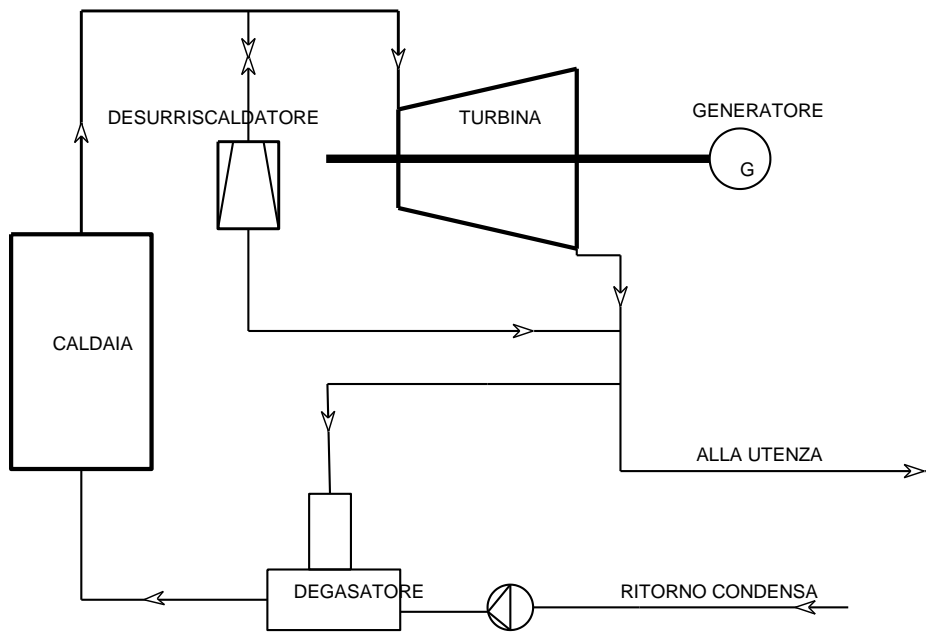 DESURRISCALDATORE
TURBINA
GENERATORE
G
CALDAIA
ALLA UTENZA
DEGASATORE
RITORNO CONDENSA